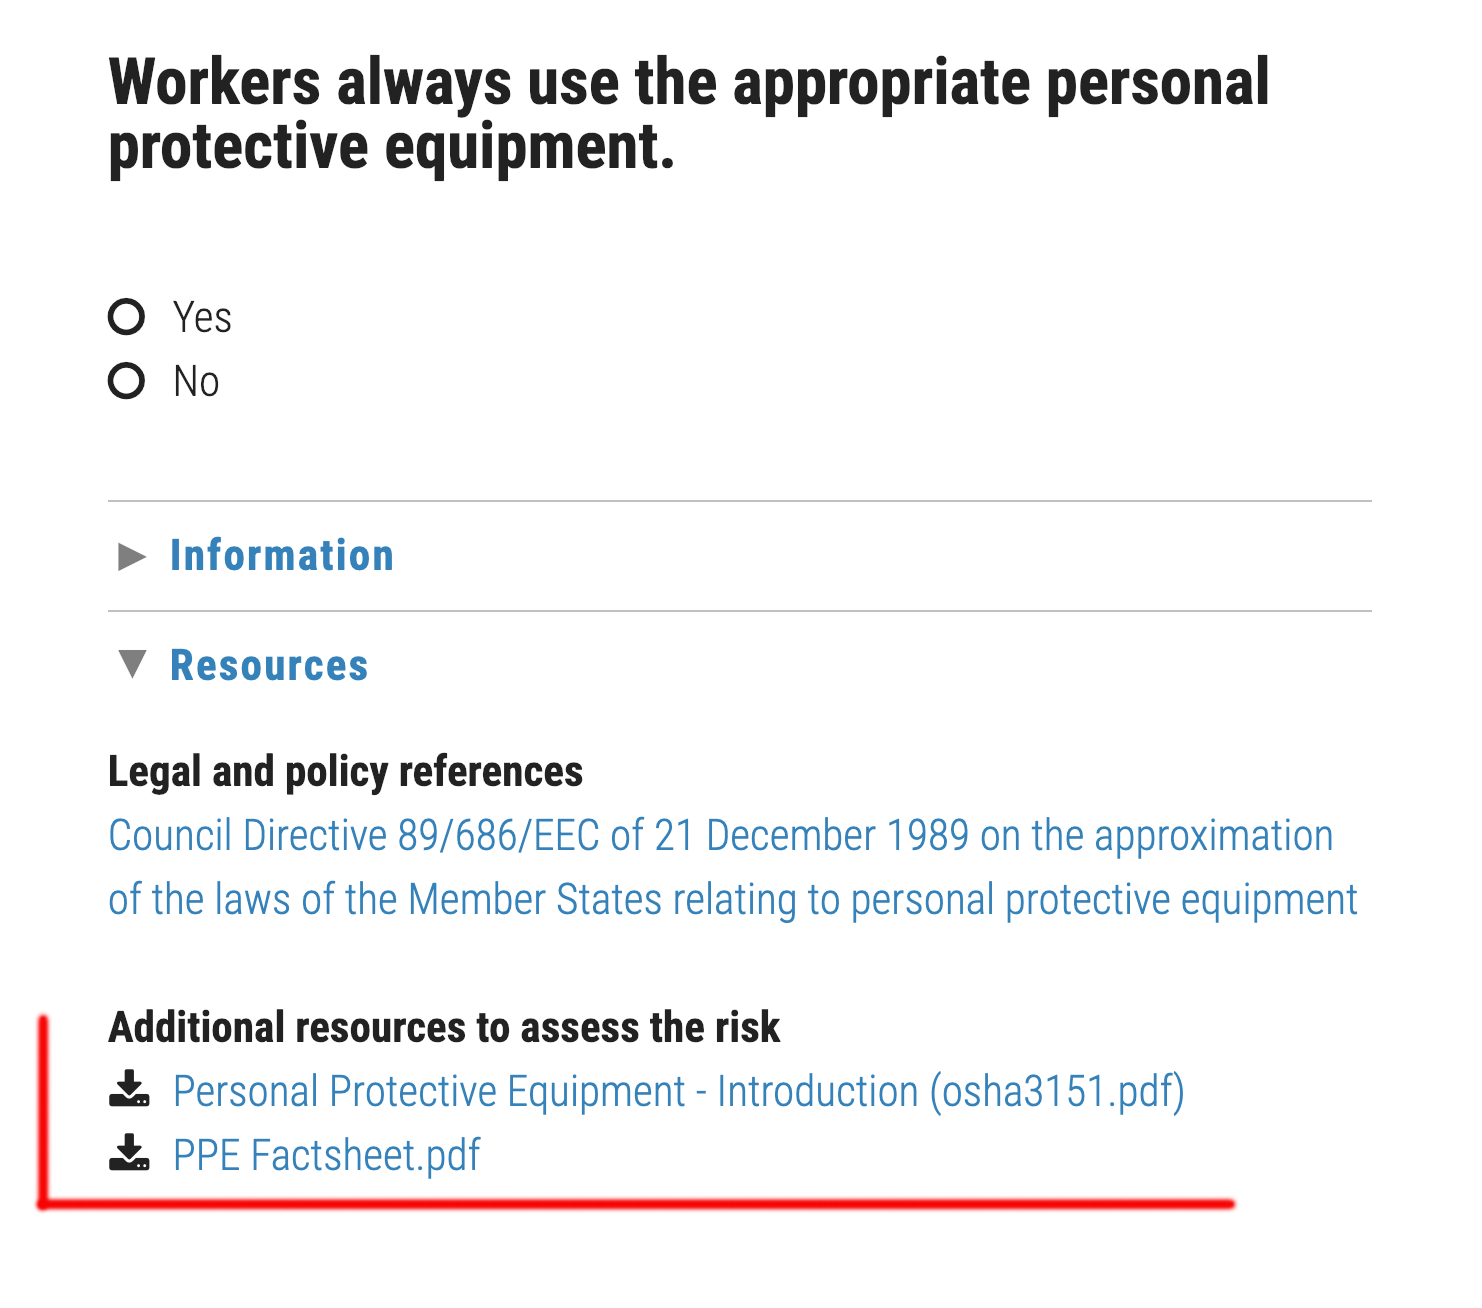 Workers always use the appropriate personal
protective equipment.
Yes
No
Information
Resources
Legal and policy references
Council Directive 89/686/EEC of 21 December 1989 on the approximation
of the laws of the Member States relating to personal protective equipment
Additional resources to assess the risk
Personal Protective Equipment - Introduction (osha3151.pdf)
PPE Factsheet.pdf